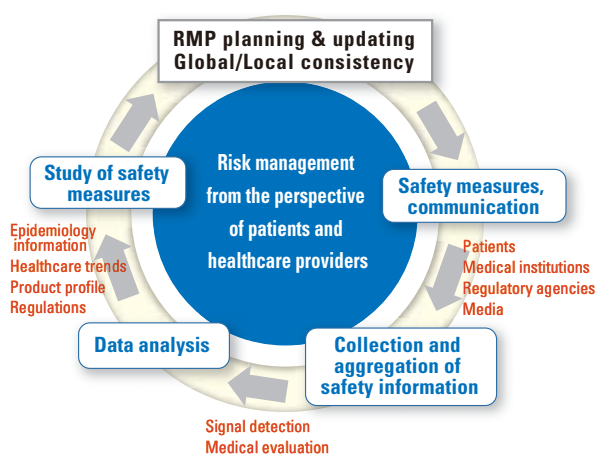 RMP planning & updating
Global/Local consistency
Risk management
from the perspective
of patients and
healthcare providers
Safety measures,
communication
Patients
Medical institutions
Regulatory agencies
Media
Collection and
aggregation of
safety information
Signal detection
Medical evaluation
Data analysis
Epidemiology
information
Healthcare trends
Product profile
Regulations
Study of safety
measures